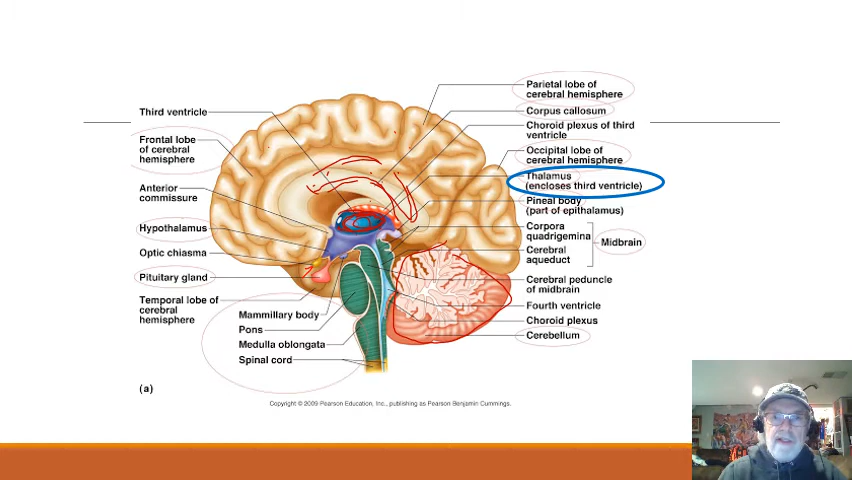 Third ventricle
Frontal lobe
of cerebral
hemisphere
Anterior
commissure
Hypothalamus
Optic chiasma
Pituitary gland
Temporal lobe of
cerebral
hemisphere
Mammillary body
Pons
Medulla oblongata
Spinal cord
(a)
Parietal lobe of
cerebral hemisphere
Corpus callosum
Choroid plexus of third
ventricle
Occipital lobe of
cerebral hemisphere
Thalamus
(encloses third ventricle)
Pineal body
(part of epithalamus)
Corpora
quadrigemina
Cerebral
aqueduct
Midbrain
Cerebral peduncle
of midbrain
Fourth ventricle
Choroid plexus
Cerebellum
Copyright © 2009 Pearson Education, Inc., publishing as Pearson Benjamin Cummings.